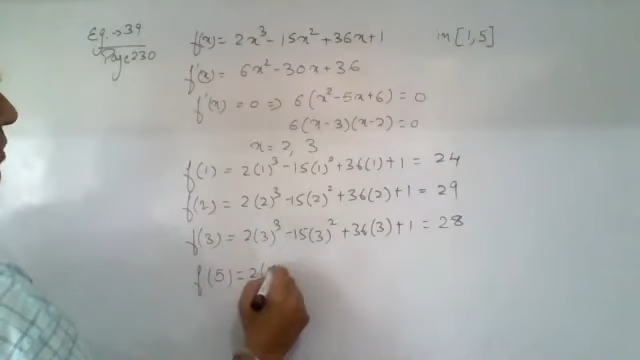 Eg. → 39
Page 230
f(x) = 2x³ - 15x² + 36x + 1 in [1, 5]
f'(x) = 6x² - 30x + 36
f'(x) = 0 => 6(x² - 5x + 6) = 0
6(x - 3)(x - 2) = 0
x = 2, 3
f(1) = 2(1)³ - 15(1)² + 36(1) + 1 = 24
f(2) = 2(2)³ - 15(2)² + 36(2) + 1 = 29
f(3) = 2(3)³ - 15(3)² + 36(3) + 1 = 28
f(5) = 2(